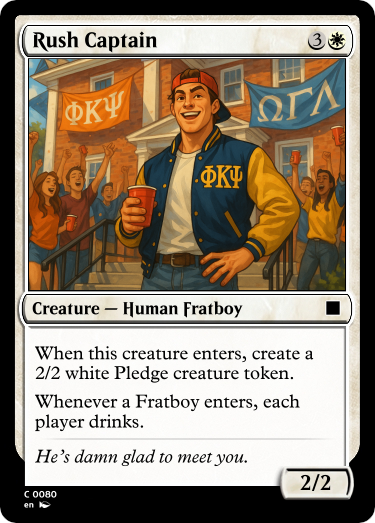 Rush Captain 3
ΦΚΨ
ΩΓΛ
ΦΚΨ
Creature — Human Fratboy
When this creature enters, create a
2/2 white Pledge creature token.
Whenever a Fratboy enters, each
player drinks.
He's damn glad to meet you.
2/2
C 0080
en